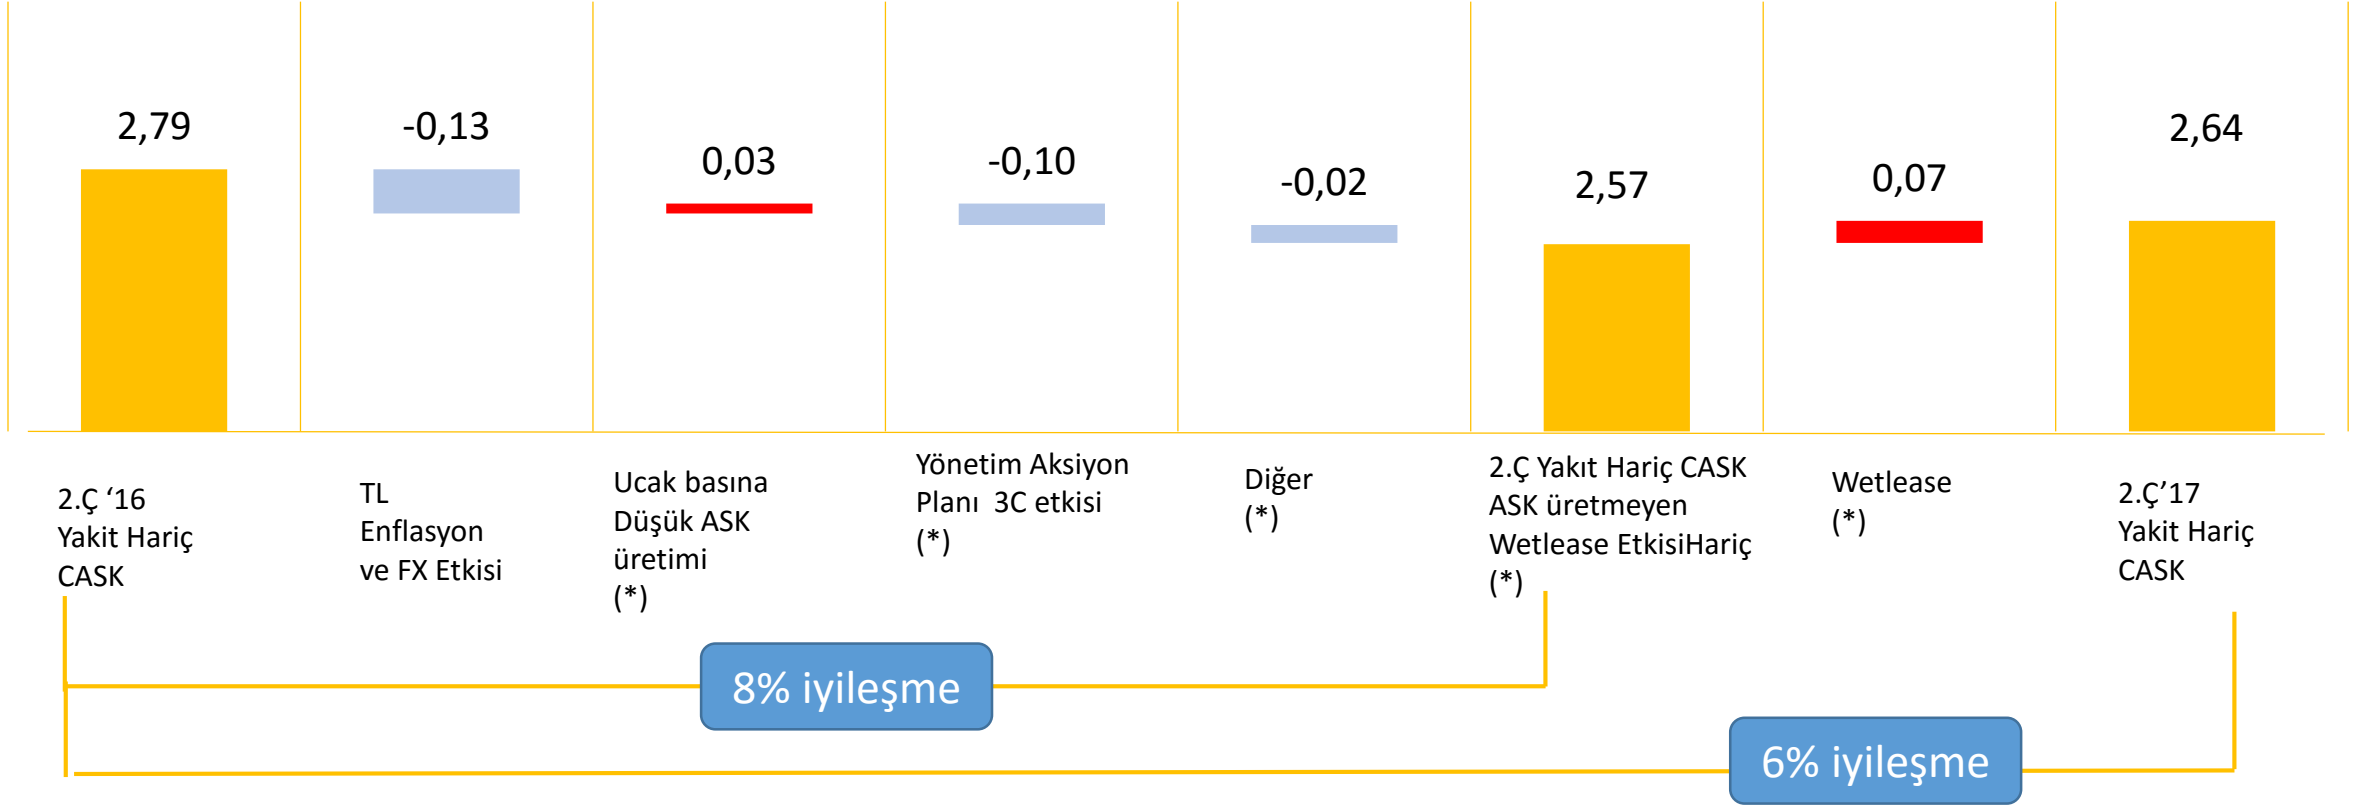 2,79
-0,13
0,03
-0,10
-0,02
2,57
0,07
2,64
2.Ç ‘16
Yakit Hariç
CASK
TL
Enflasyon
ve FX Etkisi
Ucak basına
Düşük ASK
üretimi
(*)
Yönetim Aksiyon
Planı 3C etkisi
(*)
Diğer
(*)
2.Ç Yakıt Hariç CASK
ASK üretmeyen
Wetlease EtkisiHariç
(*)
Wetlease
(*)
2.Ç’17
Yakit Hariç
CASK
8% iyileşme
6% iyileşme